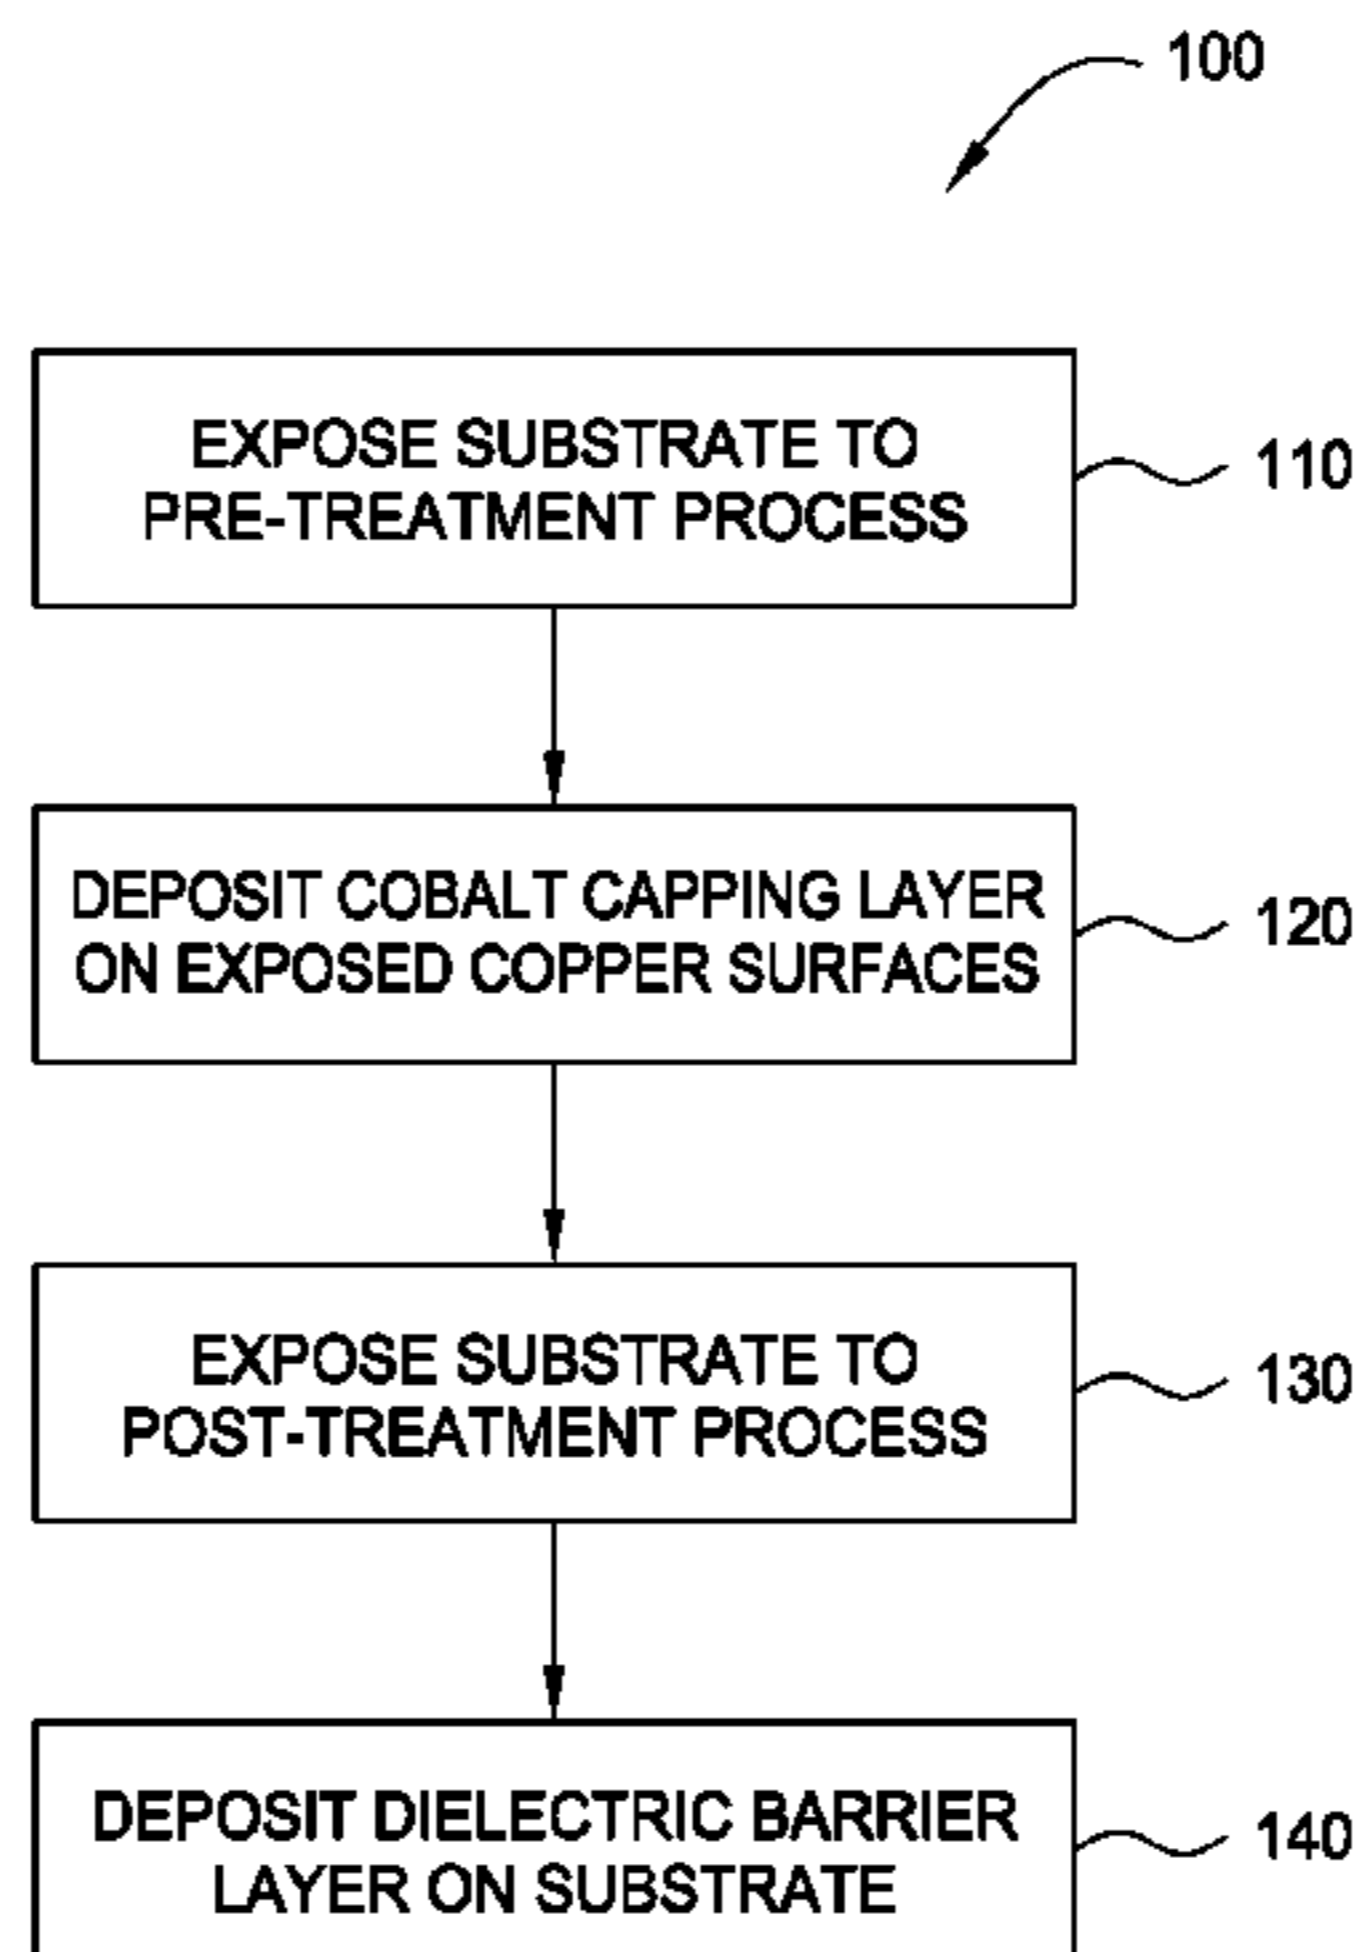 100
EXPOSE SUBSTRATE TO
PRE-TREATMENT PROCESS
110
DEPOSIT COBALT CAPPING LAYER
ON EXPOSED COPPER SURFACES
120
EXPOSE SUBSTRATE TO
POST-TREATMENT PROCESS
130
DEPOSIT DIELECTRIC BARRIER
LAYER ON SUBSTRATE
140